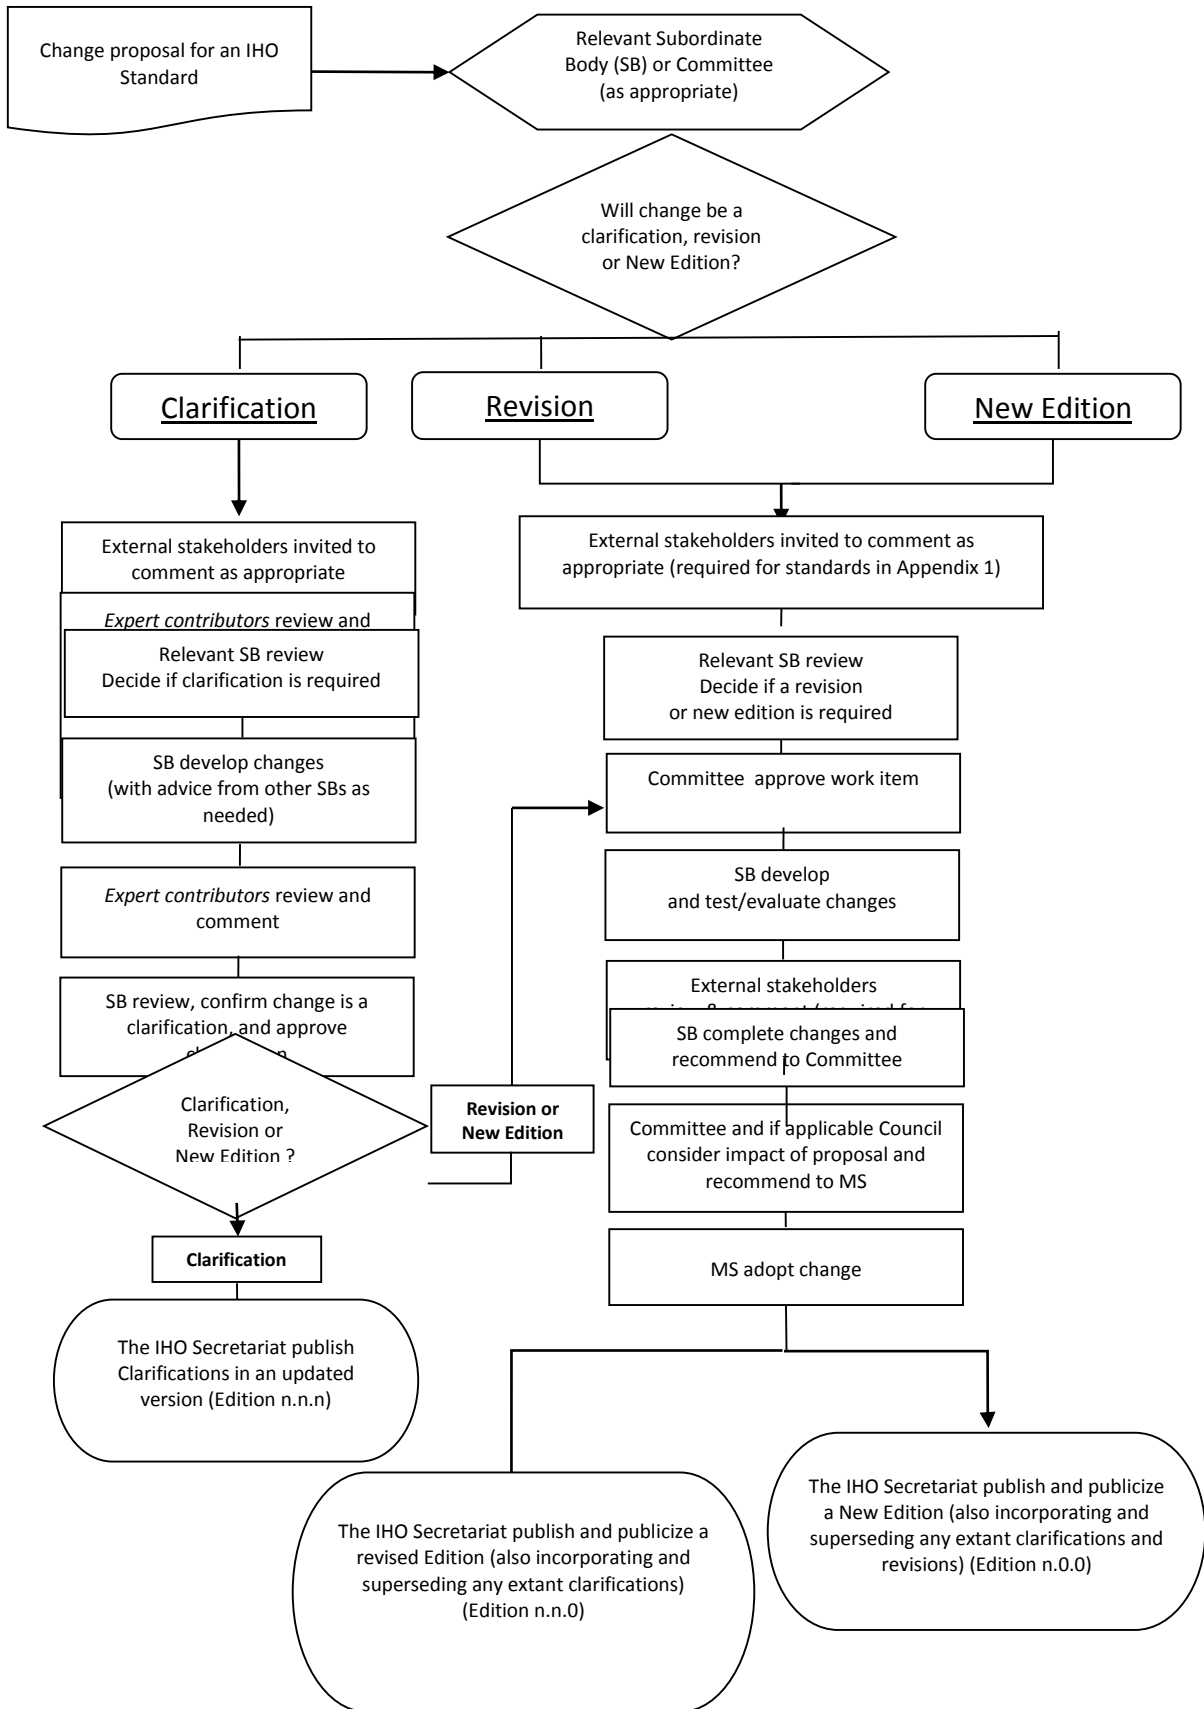 Change proposal for an IHO
Standard
Relevant Subordinate
Body (SB) or Committee
(as appropriate)
Will change be a
clarification, revision
or New Edition?
Clarification
Revision
New Edition
External stakeholders invited to
comment as appropriate
Expert contributors review and
Relevant SB review
Decide if clarification is required
SB develop changes
(with advice from other SBs as
needed)
Expert contributors review and
comment
SB review, confirm change is a
clarification, and approve
Clarification,
Revision or
New Edition ?
Revision or
New Edition
Clarification
The IHO Secretariat publish
Clarifications in an updated
version (Edition n.n.n)
External stakeholders invited to comment as
appropriate (required for standards in Appendix 1)
Relevant SB review
Decide if a revision
or new edition is required
Committee approve work item
SB develop
and test/evaluate changes
External stakeholders
SB complete changes and
recommend to Committee
Committee and if applicable Council
consider impact of proposal and
recommend to MS
MS adopt change
The IHO Secretariat publish and publicize a
revised Edition (also incorporating and
superseding any extant clarifications)
(Edition n.n.0)
The IHO Secretariat publish and publicize
a New Edition (also incorporating and
superseding any extant clarifications and
revisions) (Edition n.0.0)